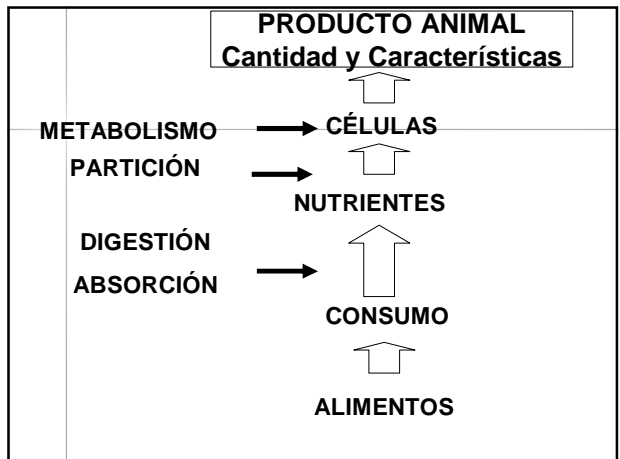 PRODUCTO ANIMAL
Cantidad y Características
METABOLISMO
CÉLULAS
PARTICIÓN
NUTRIENTES
DIGESTIÓN
ABSORCIÓN
CONSUMO
ALIMENTOS